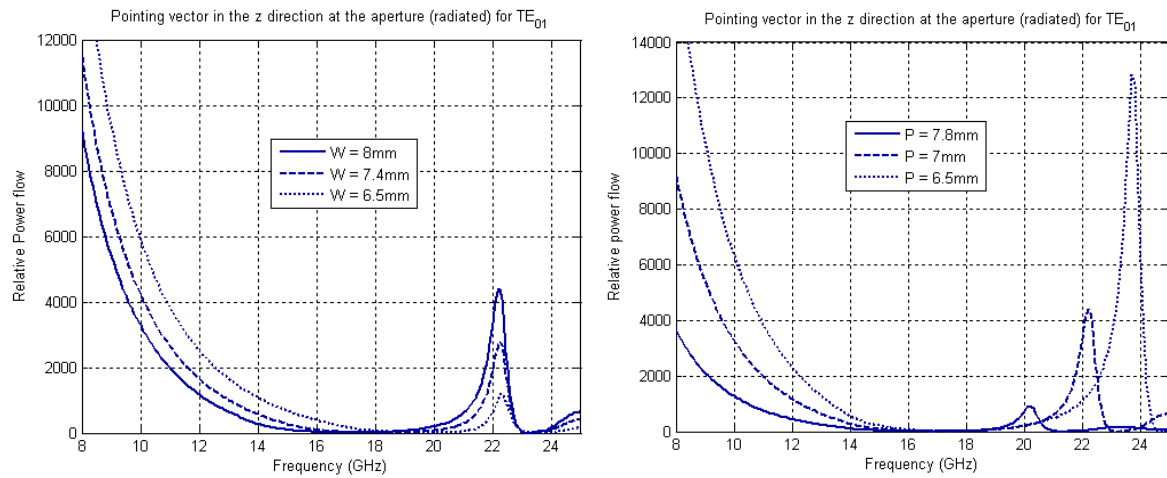 Pointing vector in the z direction at the aperture (radiated) for TE01
12000
10000
8000
6000
4000
2000
0
Relative Power flow
W = 8mm
W = 7.4mm
W = 6.5mm
8 10 12 14 16 18 20 22 24
Frequency (GHz)
Pointing vector in the z direction at the aperture (radiated) for TE01
14000
12000
10000
8000
6000
4000
2000
0
Relative power flow
P = 7.8mm
P = 7mm
P = 6.5mm
8 10 12 14 16 18 20 22 24
Frequency (GHz)